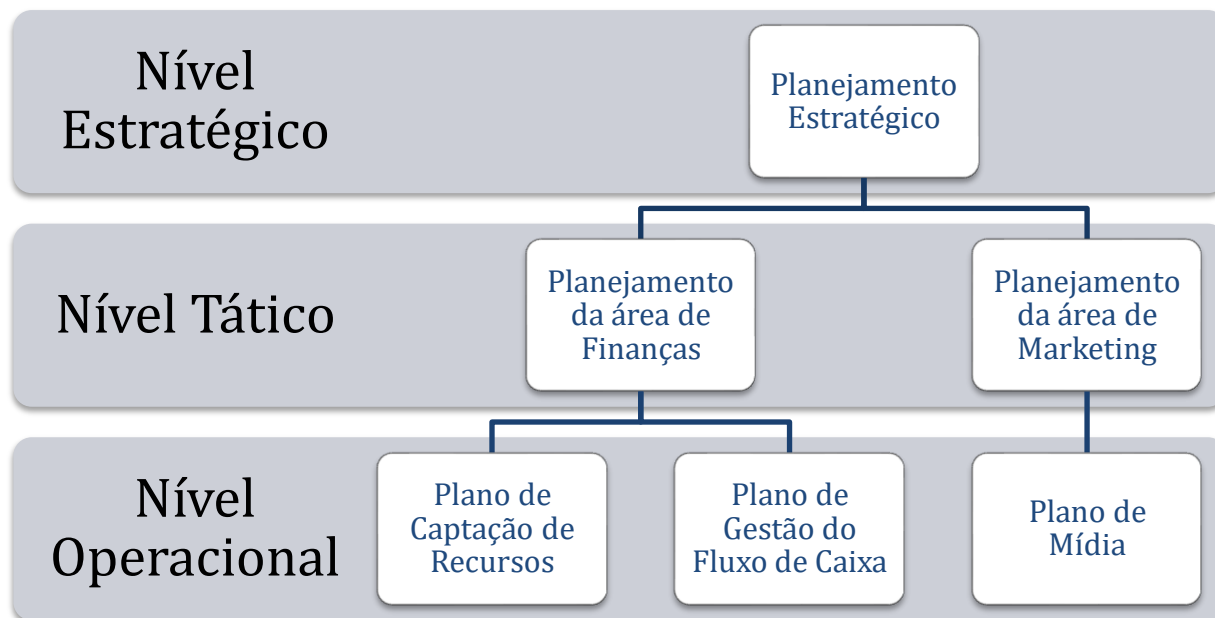 Nível
Estratégico
Planejamento
Estratégico
Nível Tático
Planejamento
da área de
Finanças
Planejamento
da área de
Marketing
Nível
Operacional
Plano de
Captação de
Recursos
Plano de
Gestão do
Fluxo de Caixa
Plano de
Mídia